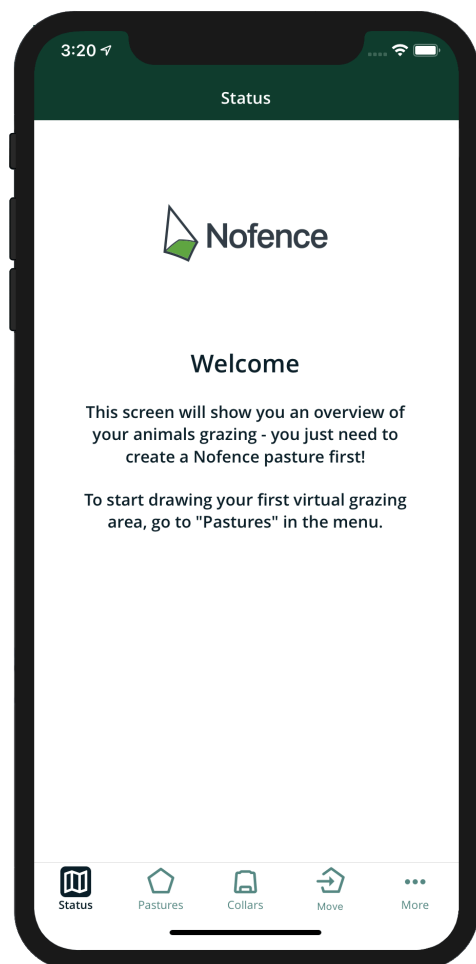 3:20
Status
Nofence
Welcome
This screen will show you an overview of
your animals grazing - you just need to
create a Nofence pasture first!
To start drawing your first virtual grazing
area, go to "Pastures" in the menu.
Status Pastures Collars Move More